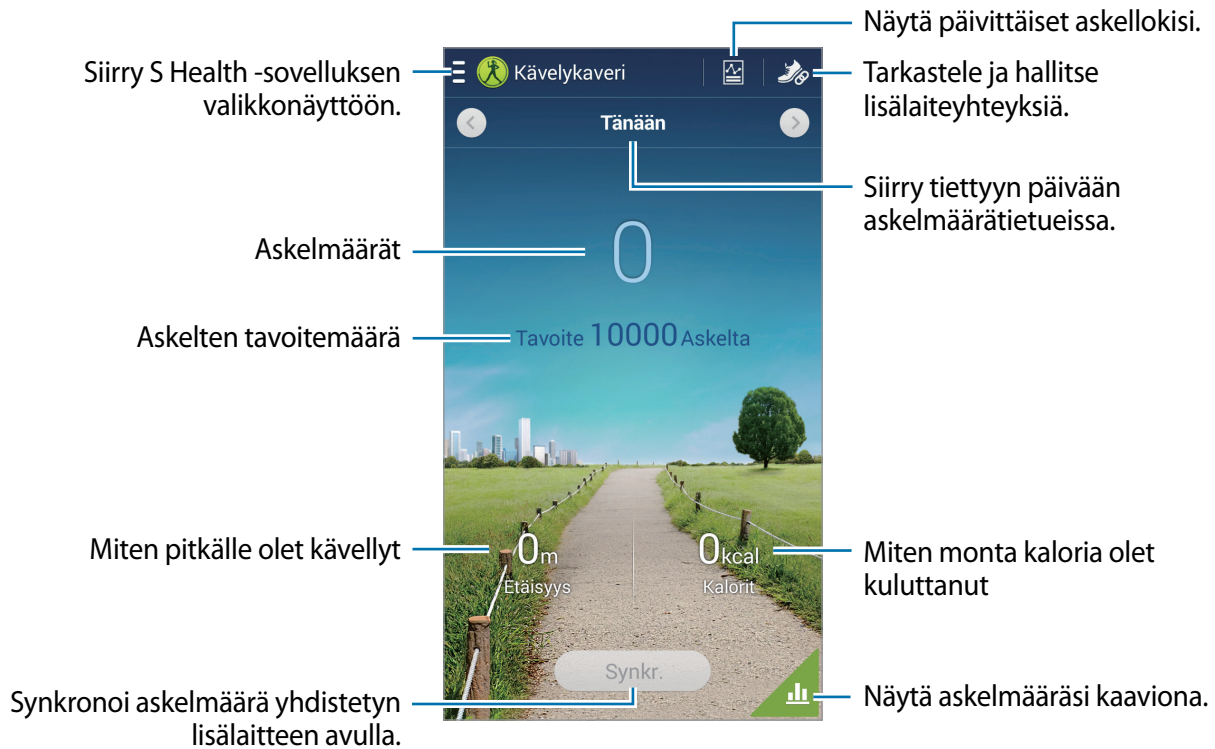 Näytä päivittäiset askellokisi.
Siirry S Health -sovelluksen
valikkonäyttöön.
Kävelykaveri
Tarkastele ja hallitse
lisälaiteyhteyksiä.
Tänään
Siirry tiettyyn päivään
askelmäärätietueissa.
Askelmäärät
0
Askelten tavoitemäärä
Tavoite 10000 Askelta
Miten pitkälle olet kävellyt
0m
Etäisyys
0kcal
Kalorit
Miten monta kaloria olet
kuluttanut
Synkr.
Synkronoi askelmäärä yhdistetyn
lisälaitteen avulla.
Näytä askelmääräsi kaaviona.